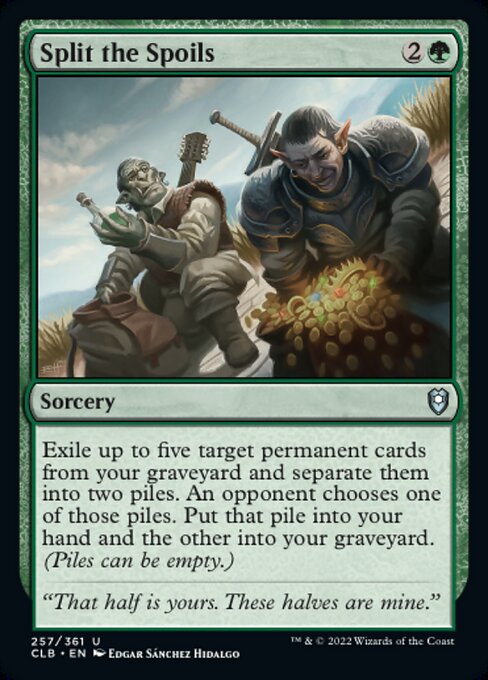 Split the Spoils 2
Sorcery
Exile up to five target permanent cards
from your graveyard and separate them
into two piles. An opponent chooses one
of those piles. Put that pile into your
hand and the other into your graveyard.
(Piles can be empty.)
“That half is yours. These halves are mine.”
257/361 U
CLB • EN Edgar Sánchez Hidalgo
™ & © 2022 Wizards of the Coast